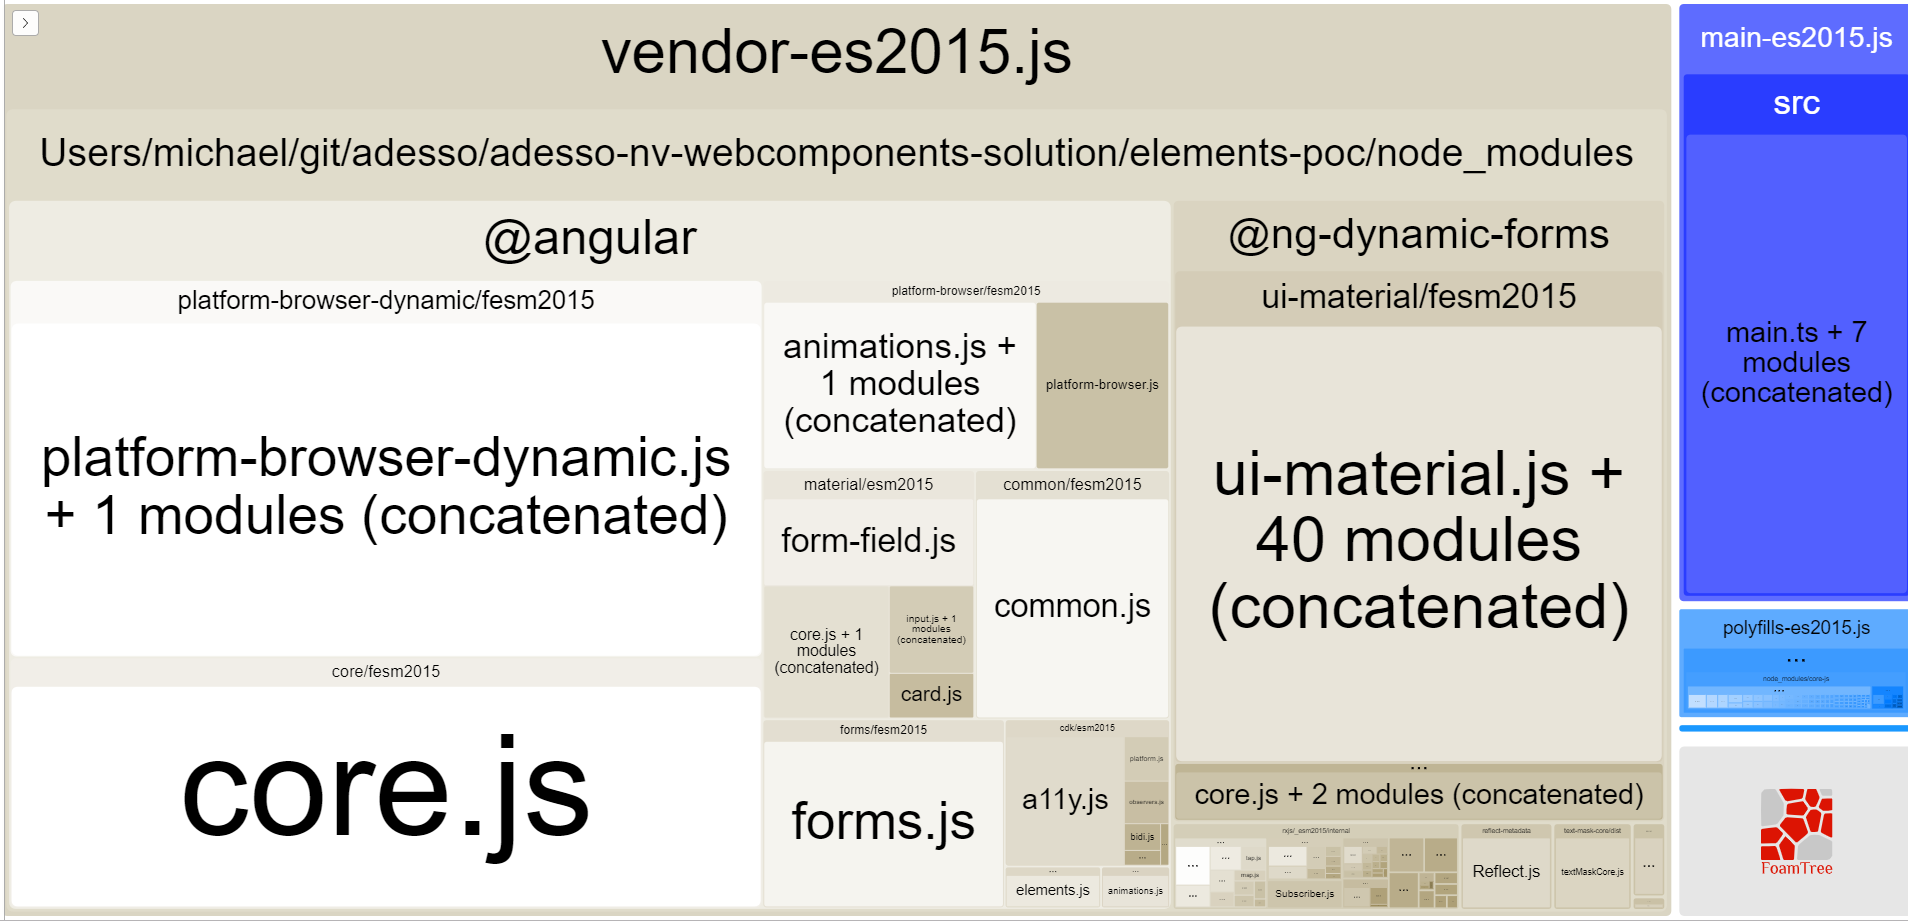 vendor-es2015.js
Users/michael/git/adesso/adesso-nv-webcomponents-solution/elements-poc/node_modules
@angular
platform-browser-dynamic/fesm2015
platform-browser-dynamic.js
+ 1 modules (concatenated)
core/fesm2015
core.js
platform-browser/fesm2015
animations.js +
1 modules
(concatenated)
platform-browser.js
material/esm2015
form-field.js
core.js + 1
modules
(concatenated)
input.js + 1
modules
(concatenated)
card.js
common/fesm2015
common.js
forms/fesm2015
forms.js
cdk/esm2015
a11y.js
platform.js
observers.js
bidi.js
...
...
elements.js
...
animations.js
@ng-dynamic-forms
ui-material/fesm2015
ui-material.js +
40 modules
(concatenated)
...
core.js + 2 modules (concatenated)
rxjs/_esm2015/internal
...
tap.js
map.js
Subscriber.js
reflect-metadata
Reflect.js
text-mask-core/dist
textMaskCore.js
...
main-es2015.js
src
main.ts + 7
modules
(concatenated)
polyfills-es2015.js
...
node_modules/core-js
...
FoamTree